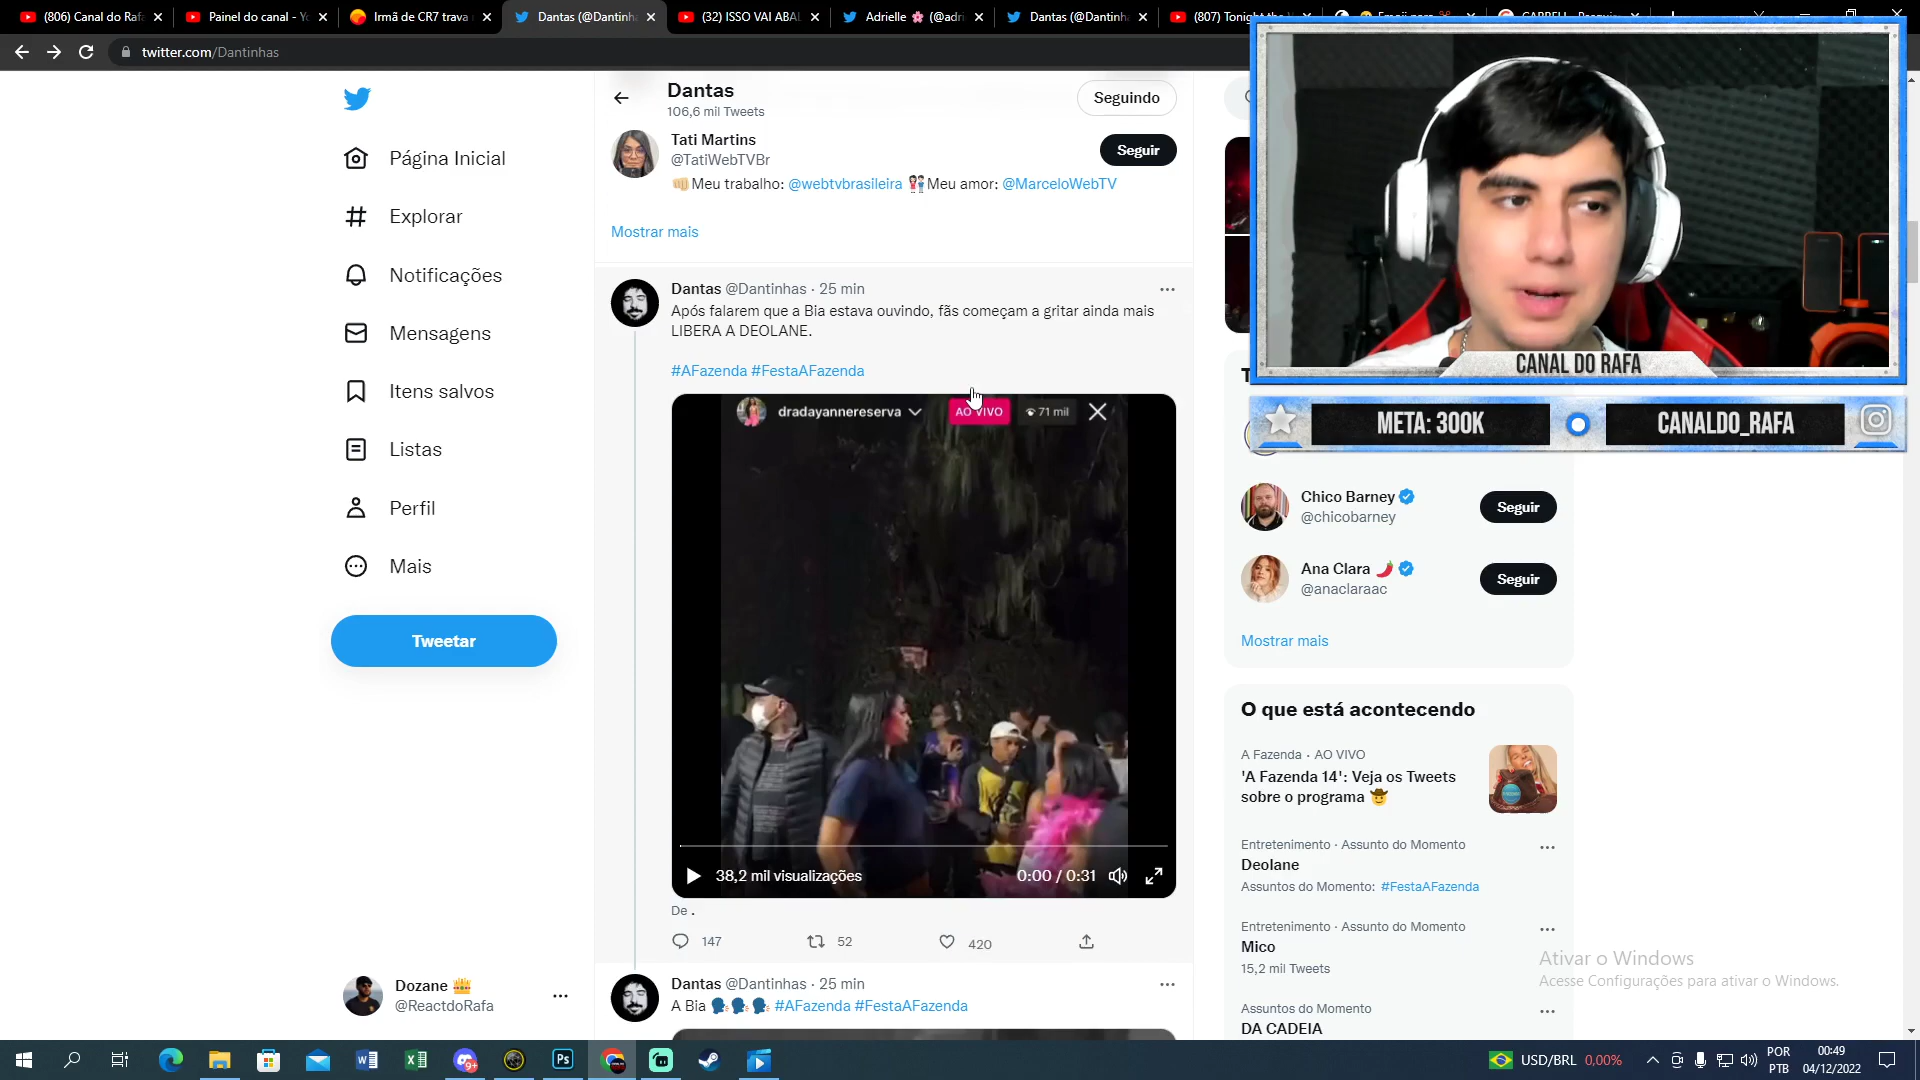 (806) Canal do Rafa
Painel do canal - Yo
Irmã de CR7 trava
Dantas (@Dantinha
(32) ISSO VAI ABAL
Adrielle 🌸 (@adri
Dantas (@Dantinh
(807) Tonight the
twitter.com/Dantinhas
Dantas
106,6 mil Tweets
Seguindo
Página Inicial
Explorar
Notificações
Mensagens
Itens salvos
Listas
Perfil
Mais
Tweetar
Dozane 👑
@ReactdoRafa
Tati Martins
@TatiWebTVBr
Seguir
👊🏼Meu trabalho: @webtvbrasileira 👫🏻Meu amor: @MarceloWebTV
Mostrar mais
Dantas @Dantinhas · 25 min
Após falarem que a Bia estava ouvindo, fãs começam a gritar ainda mais
LIBERA A DEOLANE.
#AFazenda #FestaAFazenda
dradayannereserva
AO VIVO
71 mil
38,2 mil visualizações
0:00 / 0:31
De .
147
52
420
Dantas @Dantinhas · 25 min
A Bia 🗣🗣🗣 #AFazenda #FestaAFazenda
CANAL DO RAFA
META: 300K
CANALDO_RAFA
Chico Barney
@chicobarney
Seguir
Ana Clara 🌶
@anaclaraac
Seguir
Mostrar mais
O que está acontecendo
A Fazenda · AO VIVO
'A Fazenda 14': Veja os Tweets
sobre o programa 🤠
Entretenimento · Assunto do Momento
Deolane
Assuntos do Momento: #FestaAFazenda
Entretenimento · Assunto do Momento
Mico
15,2 mil Tweets
Assuntos do Momento
DA CADEIA
Ativar o Windows
Acesse Configurações para ativar o Windows.
USD/BRL 0,00%
POR
PTB
00:49
04/12/2022